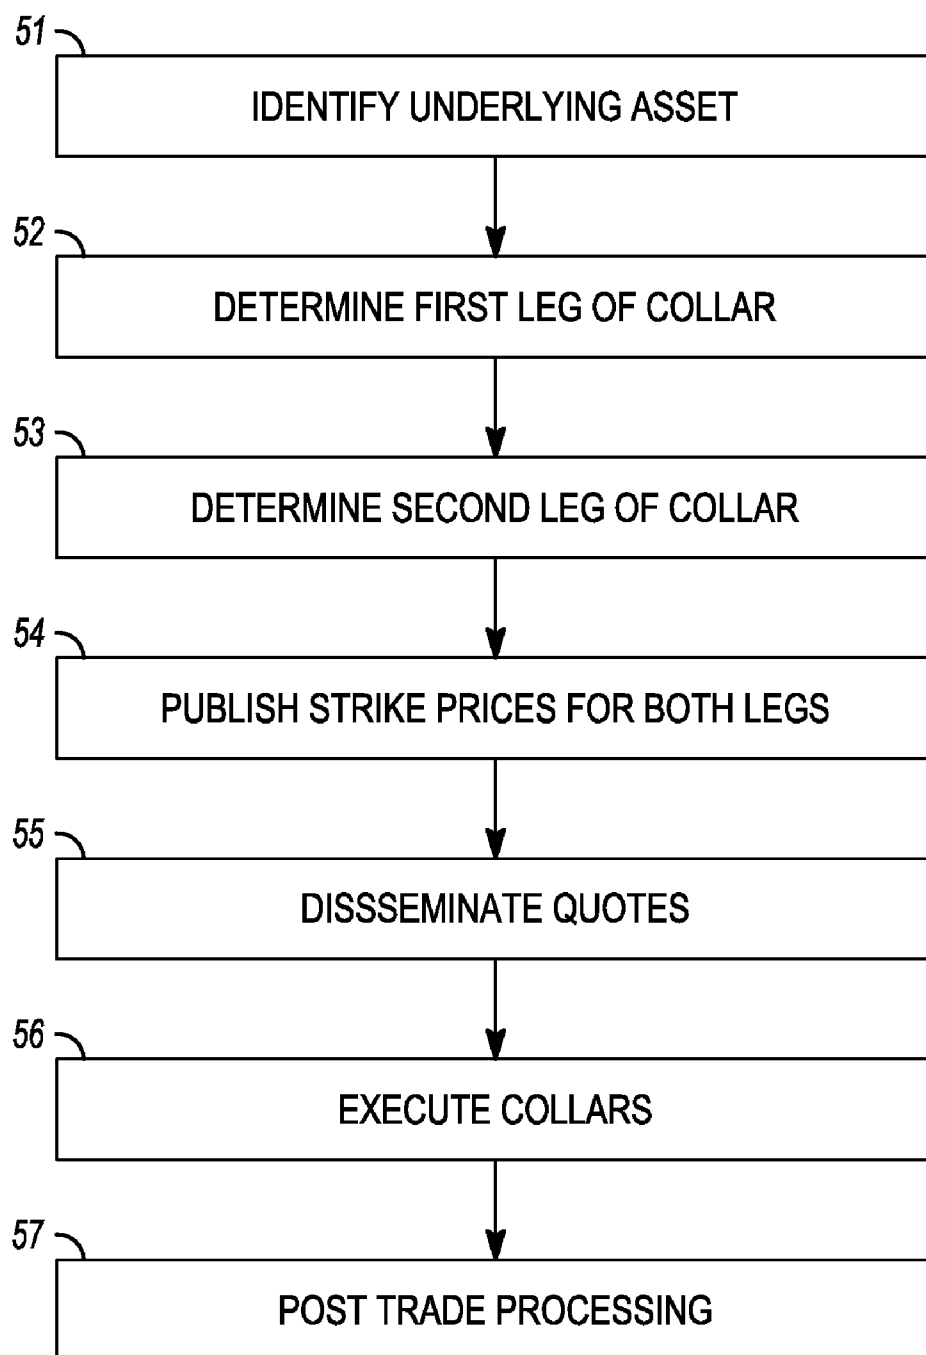 51
IDENTIFY UNDERLYING ASSET
52
DETERMINE FIRST LEG OF COLLAR
53
DETERMINE SECOND LEG OF COLLAR
54
PUBLISH STRIKE PRICES FOR BOTH LEGS
55
DISSSEMINATE QUOTES
56
EXECUTE COLLARS
57
POST TRADE PROCESSING